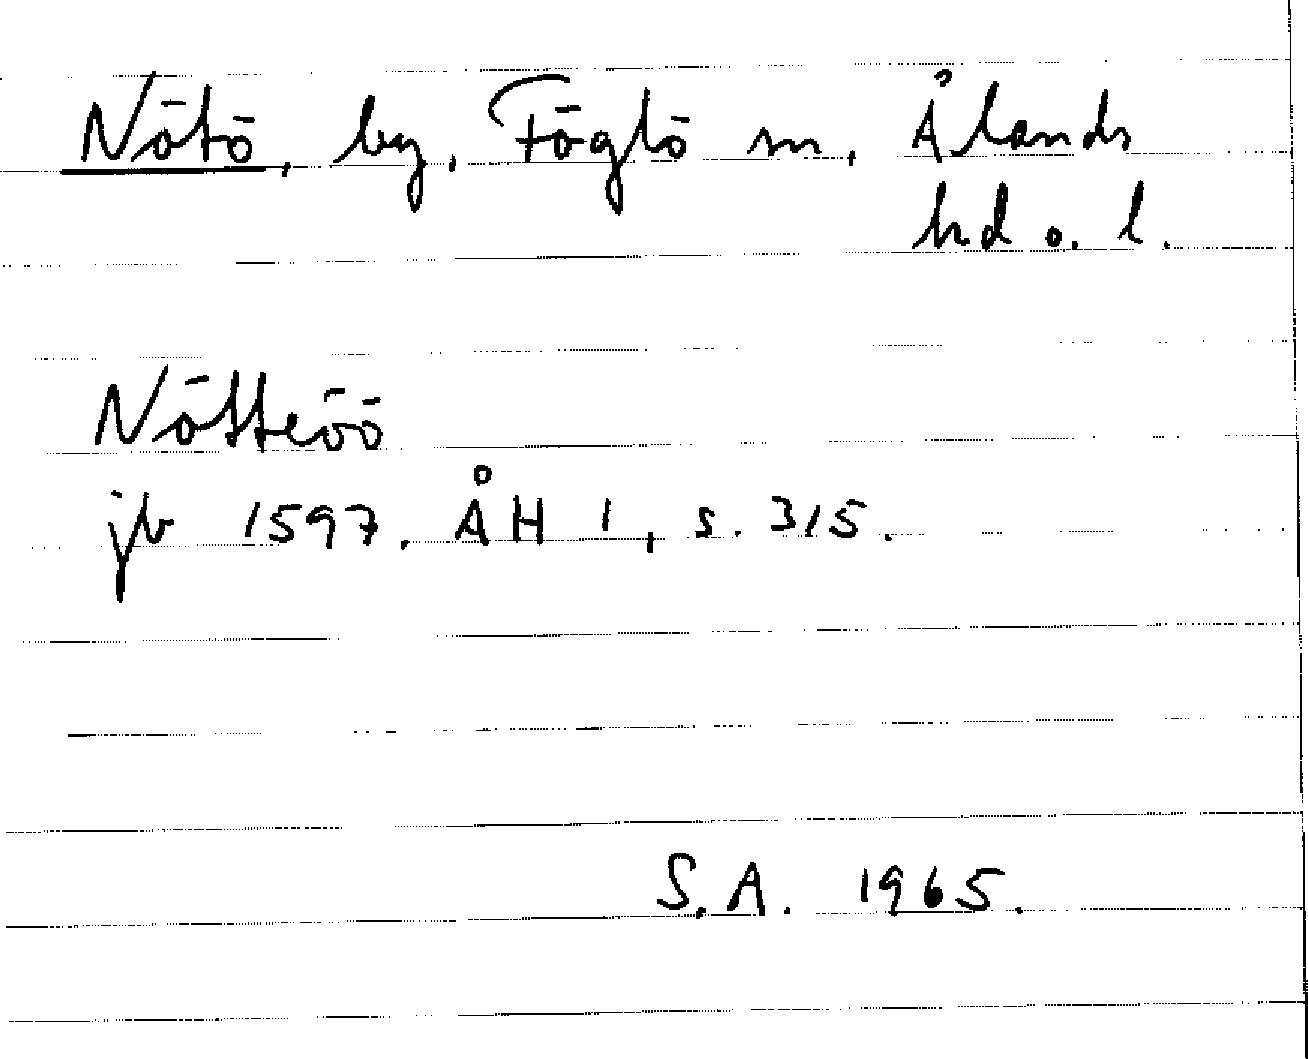 Nötö, by, Föglö sn, Ålands
hd o. l.
Nötteöö
jb 1597. ÅH 1, s. 315.
S.A. 1965.